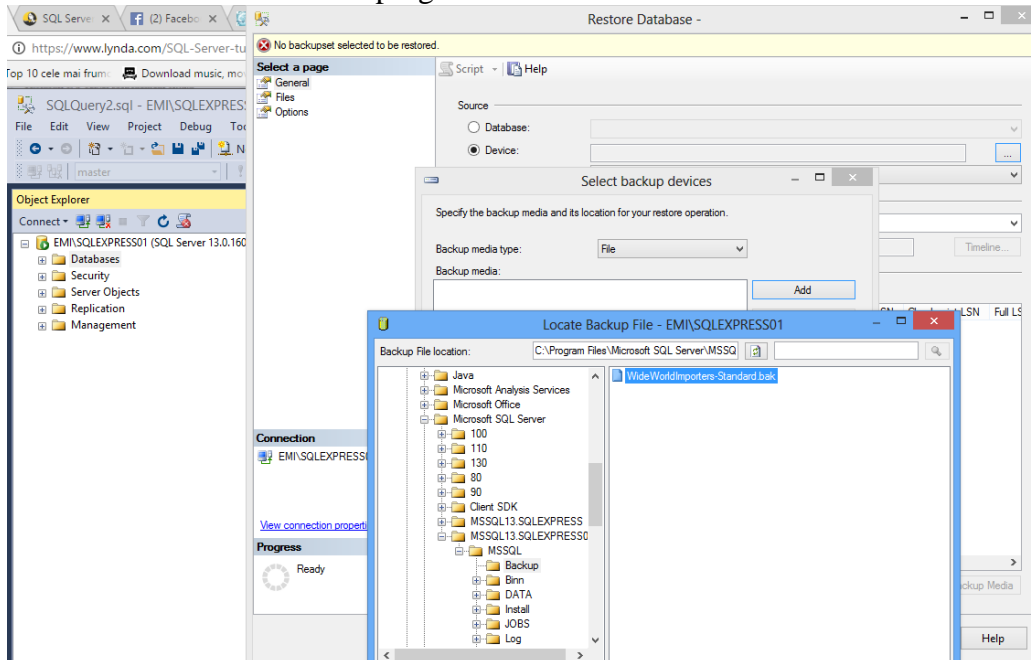 SQL Serve
(2) Facebo
Restore Database -
https://www.lynda.com/SQL-Server-tu
No backupset selected to be restored.
Top 10 cele mai frum
Download music, mo
Select a page
General
Files
Options
Script
Help
SQLQuery2.sql - EMI\SQLEXPRES
File Edit View Project Debug Too
N
master
Source
Database:
Device:
...
Select backup devices
Specify the backup media and its location for your restore operation.
Backup media type:
File
Backup media:
Add
Timeline...
LSN
Full LS
Object Explorer
Connect
EMI\SQLEXPRESS01 (SQL Server 13.0.160
Databases
Security
Server Objects
Replication
Management
Locate Backup File - EMI\SQLEXPRESS01
Backup File location:
C:\Program Files\Microsoft SQL Server\MSSQ
Java
Microsoft Analysis Services
Microsoft Office
Microsoft SQL Server
100
110
130
80
90
Client SDK
MSSQL13.SQLEXPRESS
MSSQL13.SQLEXPRESS0
MSSQL
Backup
Binn
DATA
Install
JOBS
Log
WideWorldImporters-Standard.bak
Connection
EMI\SQLEXPRESS
View connection properti
Progress
Ready
ackup Media
Help